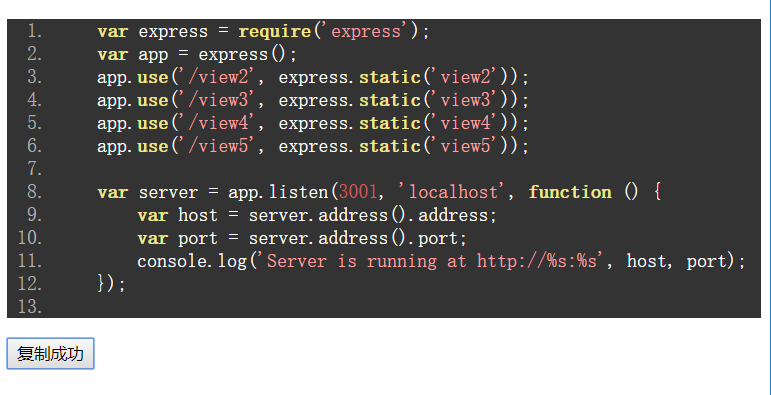 1. var express = require('express');
2. var app = express();
3. app.use('/view2', express.static('view2'));
4. app.use('/view3', express.static('view3'));
5. app.use('/view4', express.static('view4'));
6. app.use('/view5', express.static('view5'));
7.
8. var server = app.listen(3001, 'localhost', function () {
9. var host = server.address().address;
10. var port = server.address().port;
11. console.log('Server is running at http://%s:%s', host, port);
12. });
13.
复制成功